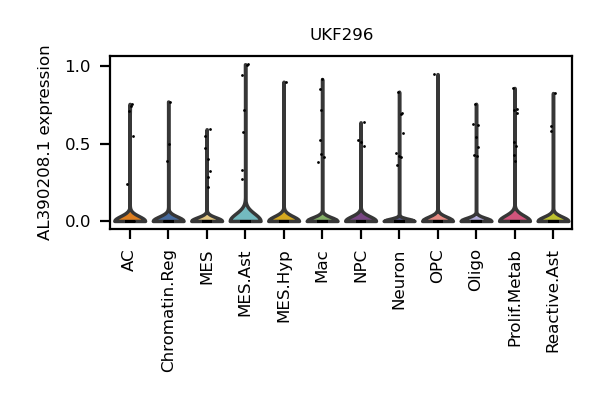 UKF296
AL390208.1 expression
1.0
0.5
0.0
AC
Chromatin.Reg
MES
MES.Ast
MES.Hyp
Mac
NPC
Neuron
OPC
Oligo
Prolif.Metab
Reactive.Ast